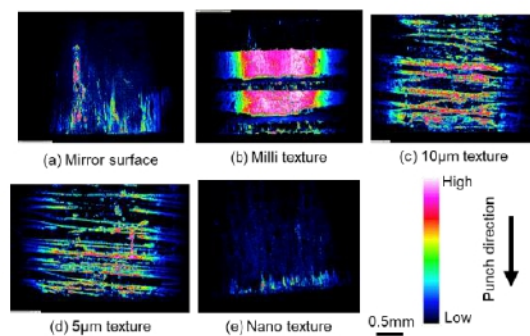 (a) Mirror surface
(b) Milli texture
(c) 10μm texture
(d) 5μm texture
(e) Nano texture
High
Low
Punch direction
0.5mm